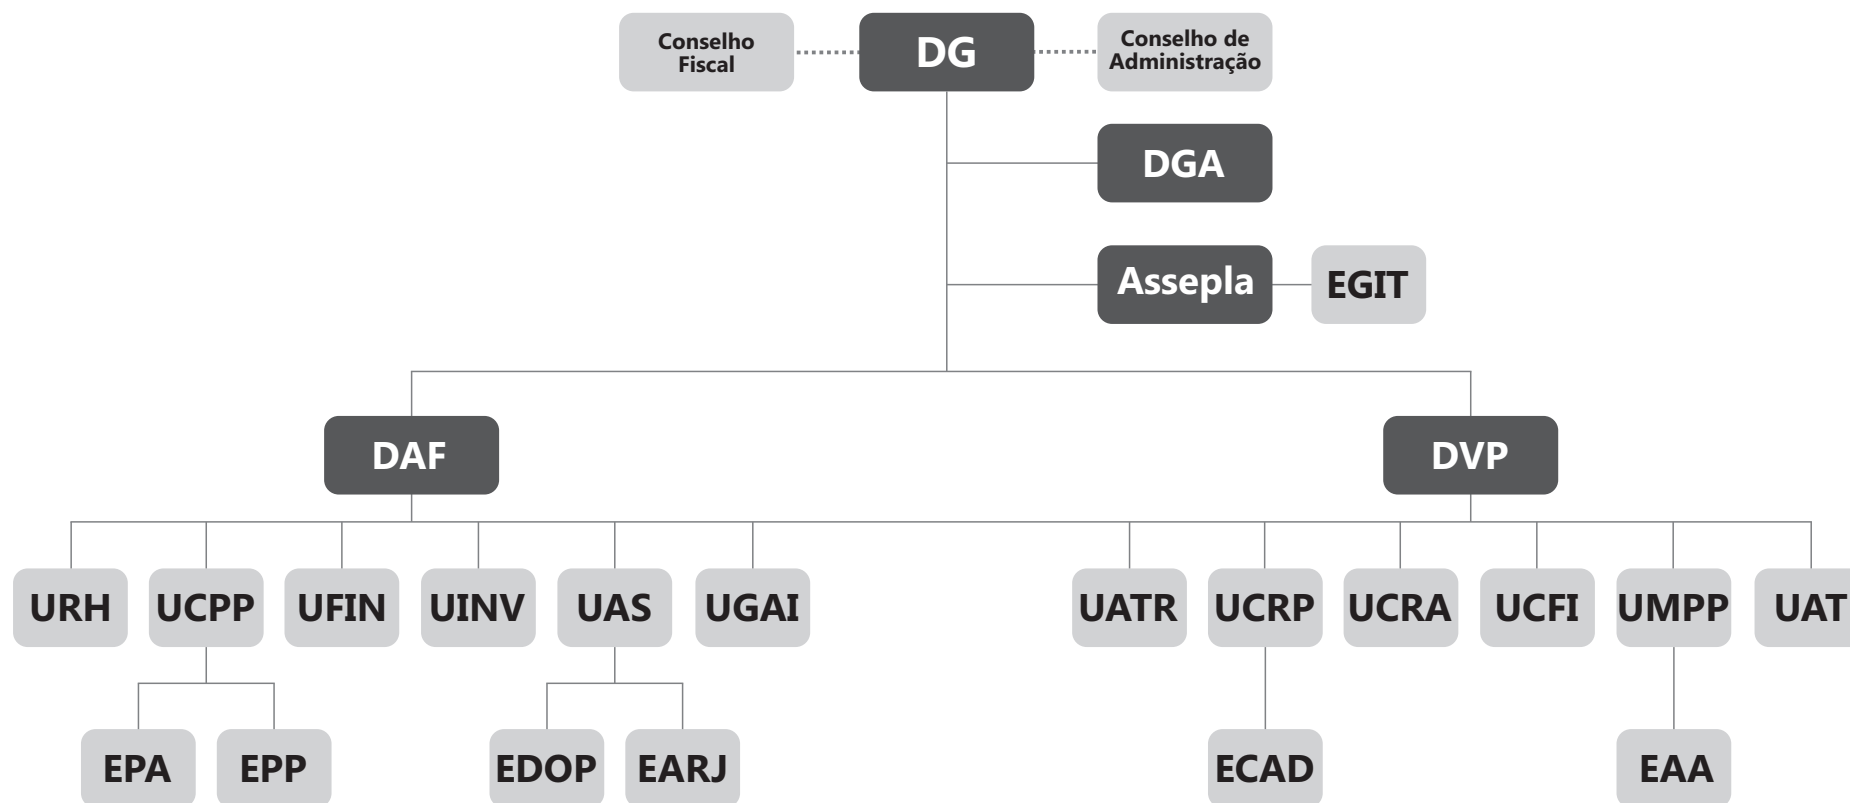 Conselho
Fiscal
DG
Conselho de
Administração
DGA
Assepla
EGIT
DAF
DVP
URH
UCPP
UFIN
UINV
UAS
UGAI
UATR
UCRP
UCRA
UCFI
UMPP
UAT
EPA
EPP
EDOP
EARJ
ECAD
EAA